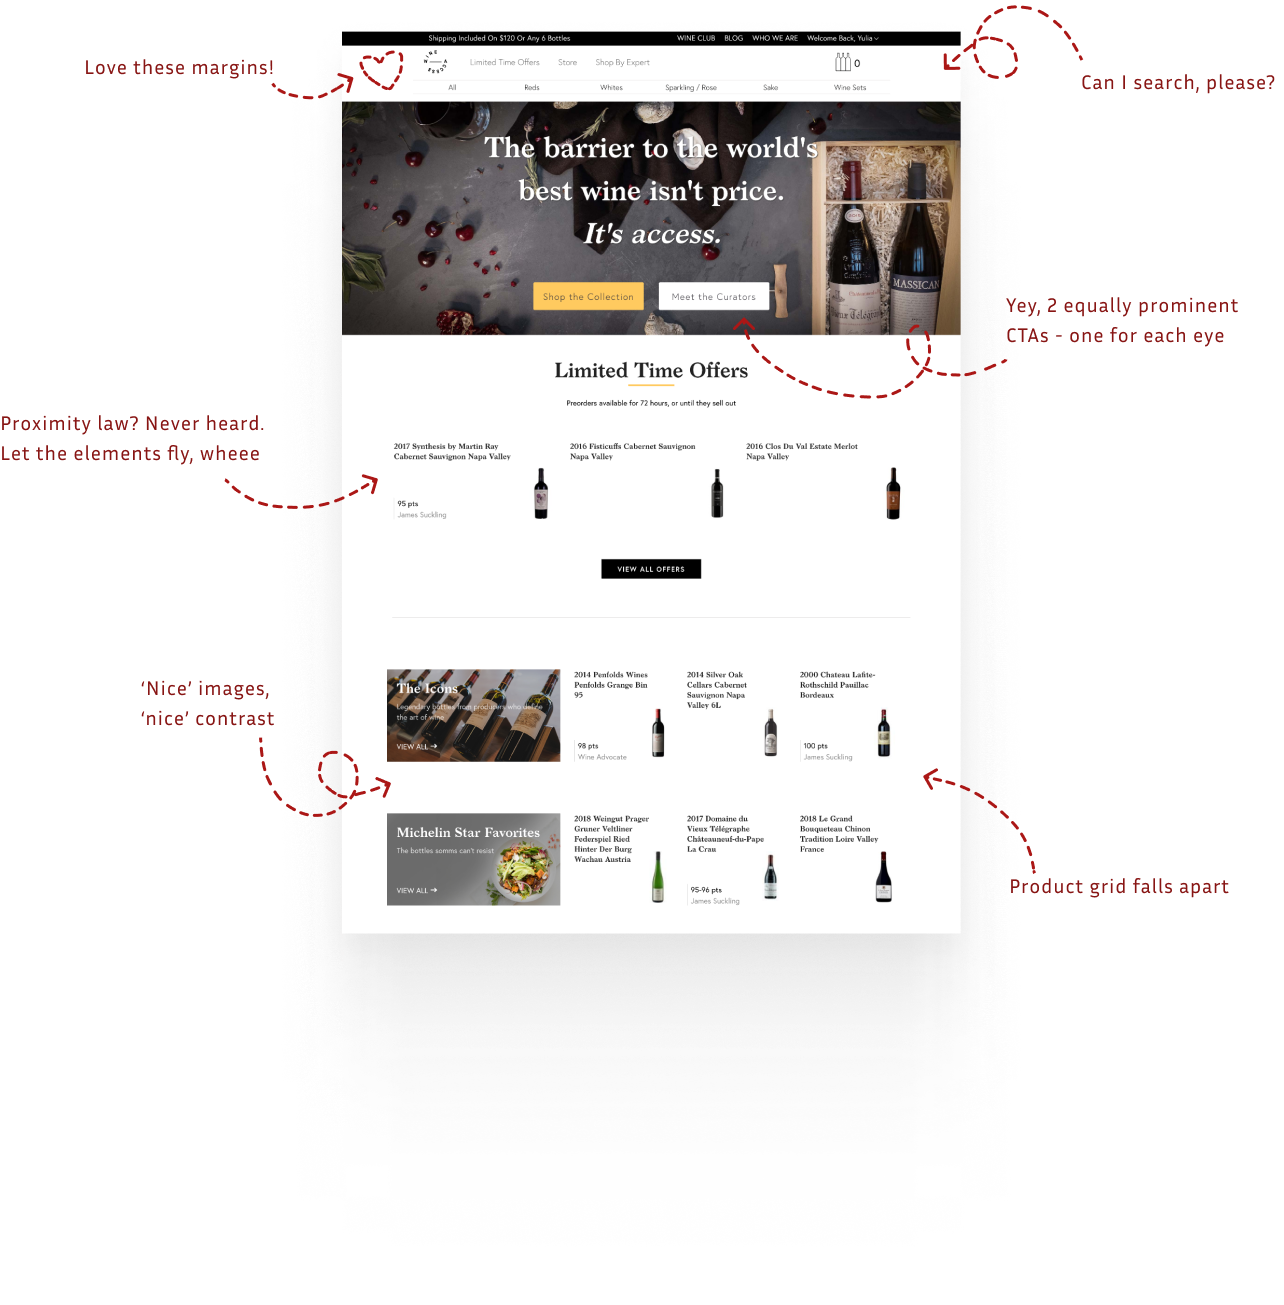 Love these margins!
Can I search, please?
Shipping Included On $120 Or Any 6 Bottles
WINE CLUB BLOG WHO WE ARE Welcome Back, Yulia
WINE ACCESS
Limited Time Offers Store Shop By Expert
0
All Reds Whites Sparkling / Rose Sake Wine Sets
The barrier to the world's
best wine isn't price.
It's access.
Shop the Collection Meet the Curators
MASSICAN
Yey, 2 equally prominent
CTAs - one for each eye
Limited Time Offers
Preorders available for 72 hours, or until they sell out
Proximity law? Never heard.
Let the elements fly, wheee
2017 Synthesis by Martin Ray
Cabernet Sauvignon Napa Valley
95 pts
James Suckling
2016 Fisticuffs Cabernet Sauvignon
Napa Valley
2016 Clos Du Val Estate Merlot
Napa Valley
VIEW ALL OFFERS
‘Nice’ images,
‘nice’ contrast
The Icons
Legendary bottles from producers who define
the art of wine
VIEW ALL →
2014 Penfolds Wines
Penfolds Grange Bin
95
98 pts
Wine Advocate
2014 Silver Oak
Cellars Cabernet
Sauvignon Napa
Valley 6L
2000 Chateau Lafite-
Rothschild Pauillac
Bordeaux
100 pts
James Suckling
Product grid falls apart
Michelin Star Favorites
The bottles somms can't resist
VIEW ALL →
2018 Weingut Prager
Gruner Veltliner
Federspiel Ried
Hinter Der Burg
Wachau Austria
2017 Domaine du
Vieux Télégraphe
Châteauneuf-du-Pape
La Crau
95-96 pts
James Suckling
2018 Le Grand
Bouqueteau Chinon
Tradition Loire Valley
France